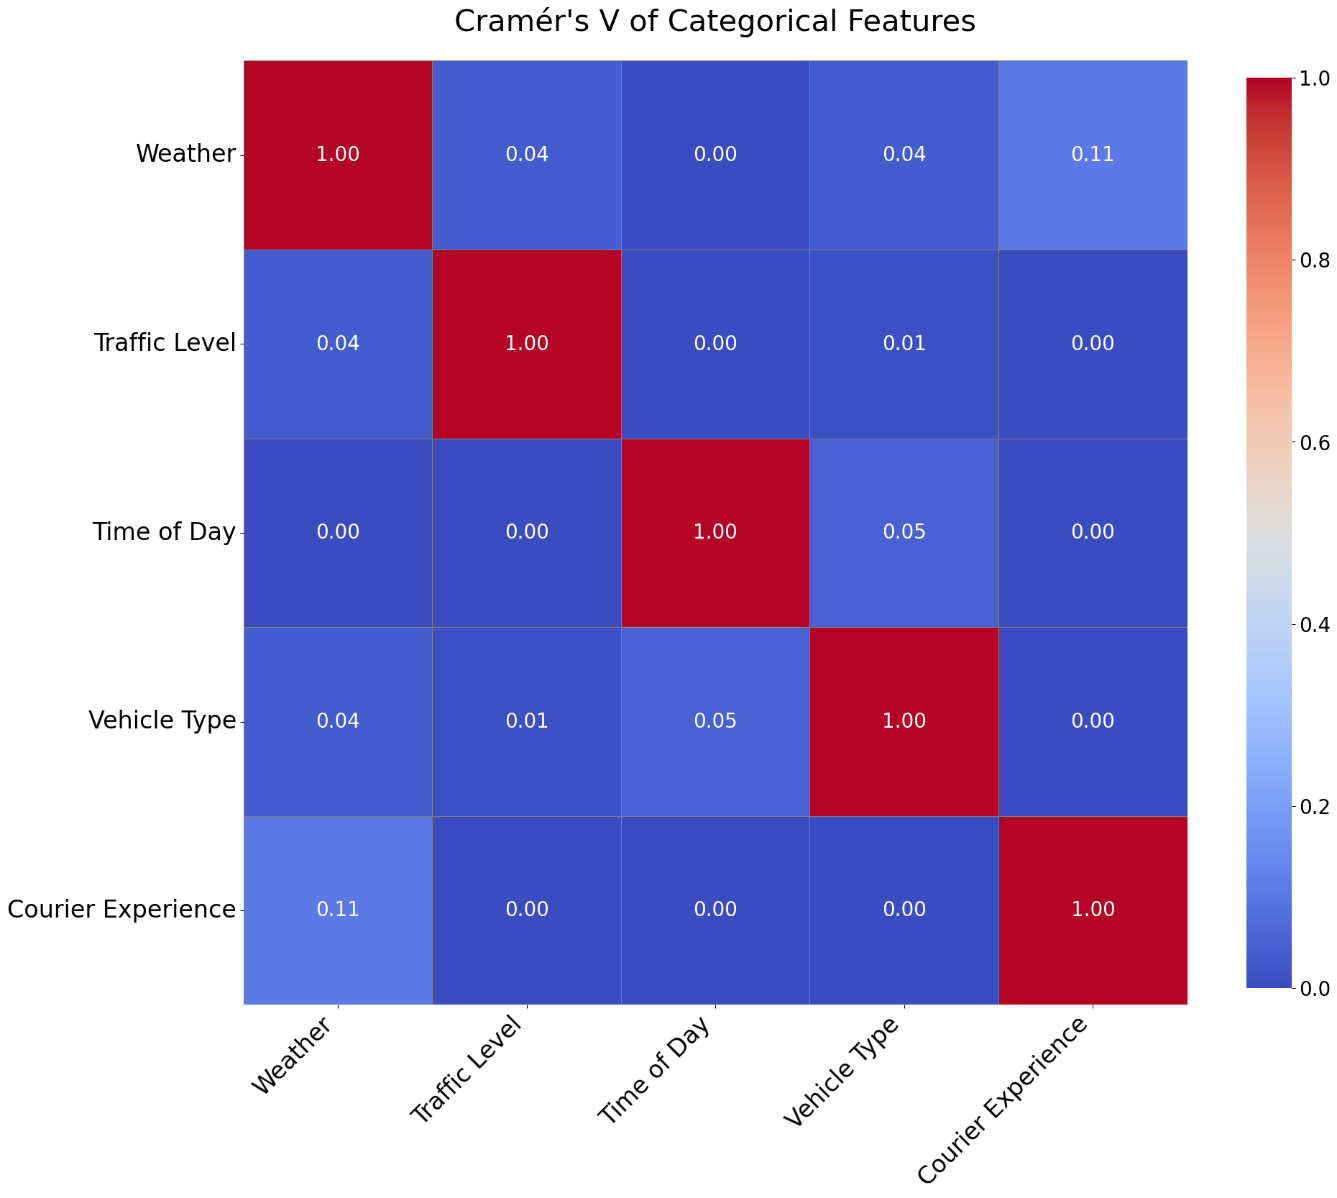 Cramér's V of Categorical Features
Weather
1.00
0.04
0.00
0.04
0.11
Traffic Level
0.04
1.00
0.00
0.01
0.00
Time of Day
0.00
0.00
1.00
0.05
0.00
Vehicle Type
0.04
0.01
0.05
1.00
0.00
Courier Experience
0.11
0.00
0.00
0.00
1.00
Weather
Traffic Level
Time of Day
Vehicle Type
Courier Experience
1.0
0.8
0.6
0.4
0.2
0.0